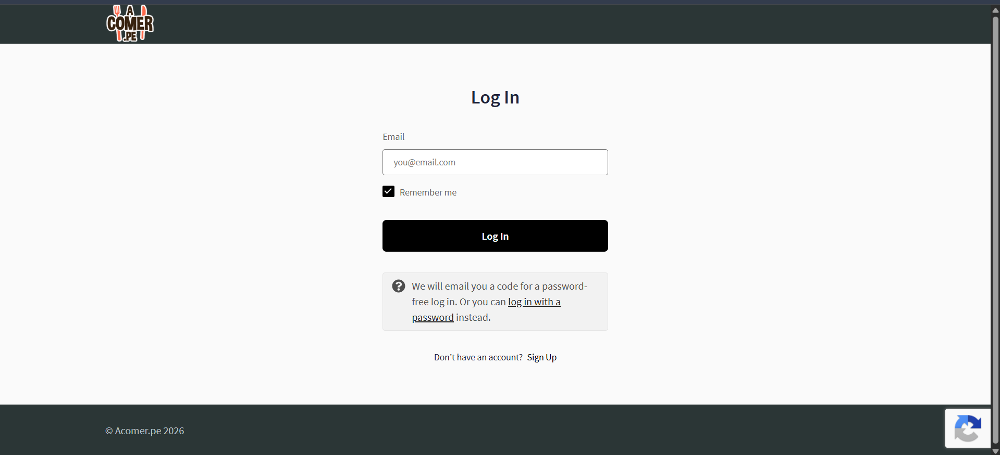 A
COMER
.PE
Log In
Email
you@email.com
Remember me
Log In
We will email you a code for a password-
free log in. Or you can log in with a
password instead.
Don’t have an account? Sign Up
© Acomer.pe 2026